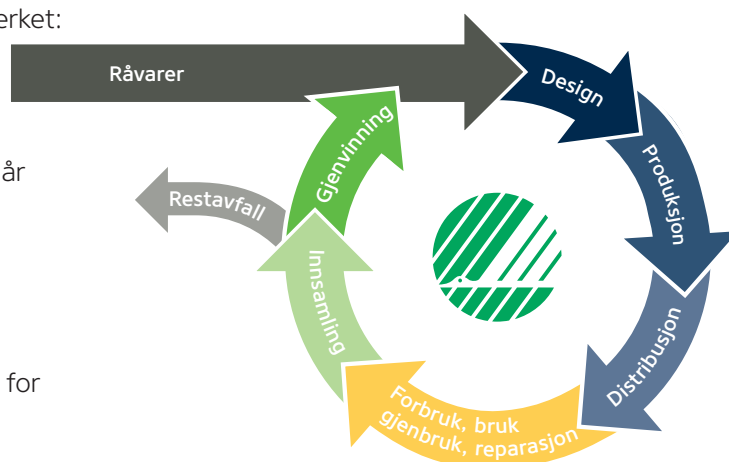 erket:
Råvarer
Design
Produksjon
Distribusjon
Forbruk, bruk
gjenbruk, reparasjon
Innsamling
Gjenvinning
Restavfall
år
for